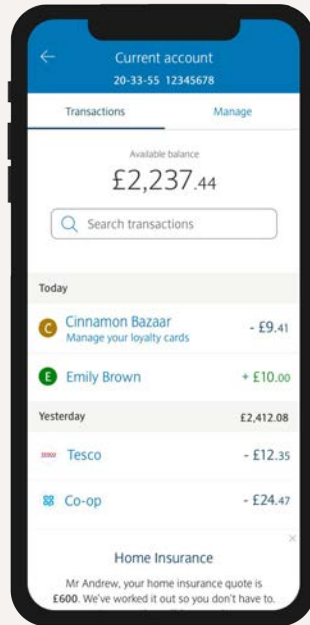 Current account
20-33-55 12345678
Transactions Manage
Available balance
£2,237.44
Search transactions
Today
C Cinnamon Bazaar - £9.41
Manage your loyalty cards
E Emily Brown + £10.00
Yesterday £2,412.08
TESCO Tesco - £12.35
Co-op - £24.47
Home Insurance
Mr Andrew, your home insurance quote is
£600. We've worked it out so you don't have to.